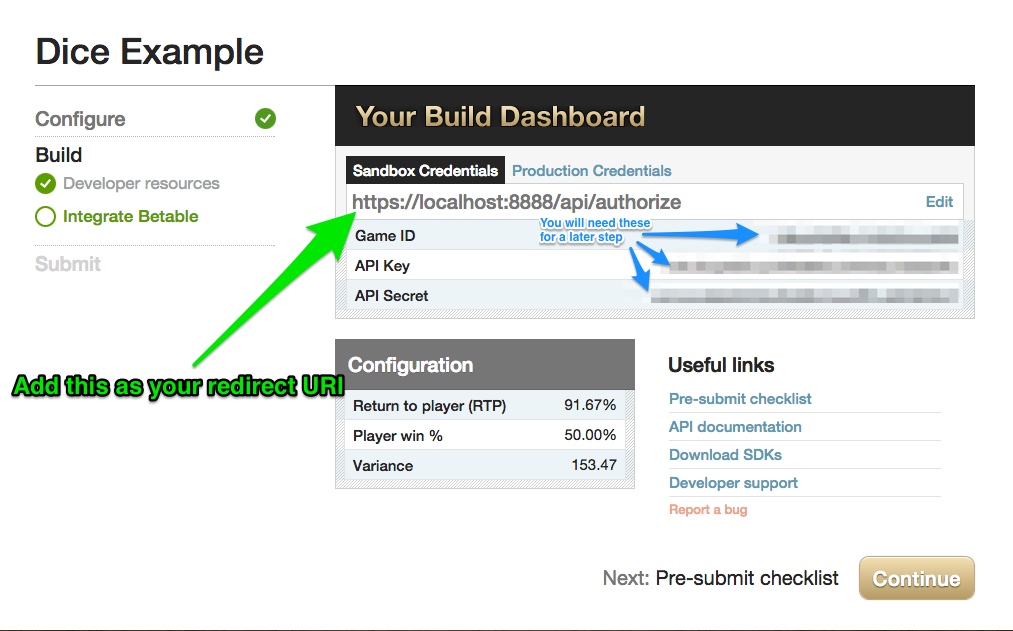 Dice Example
Configure
Build
Developer resources
Integrate Betable
Submit
Your Build Dashboard
Sandbox Credentials Production Credentials
https://localhost:8888/api/authorize Edit
You will need these
for a later step
Game ID
API Key
API Secret
Add this as your redirect URI
Configuration
Return to player (RTP) 91.67%
Player win % 50.00%
Variance 153.47
Useful links
Pre-submit checklist
API documentation
Download SDKs
Developer support
Report a bug
Next: Pre-submit checklist Continue